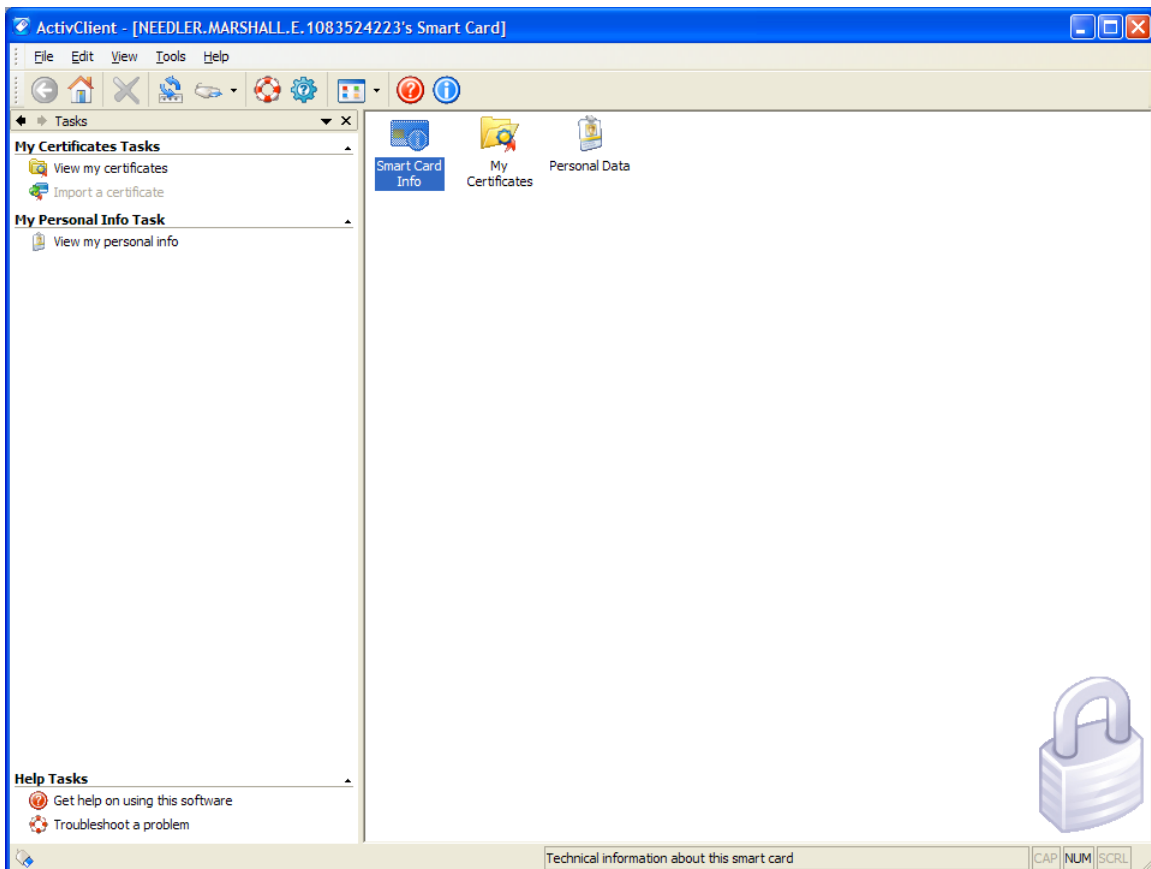 ActivClient - [NEEDLER.MARSHALL.E.1083524223's Smart Card]
File Edit View Tools Help
Tasks
My Certificates Tasks
View my certificates
Import a certificate
My Personal Info Task
View my personal info
Smart Card
Info
My
Certificates
Personal Data
Help Tasks
Get help on using this software
Troubleshoot a problem
Technical information about this smart card
CAP NUM SCRL